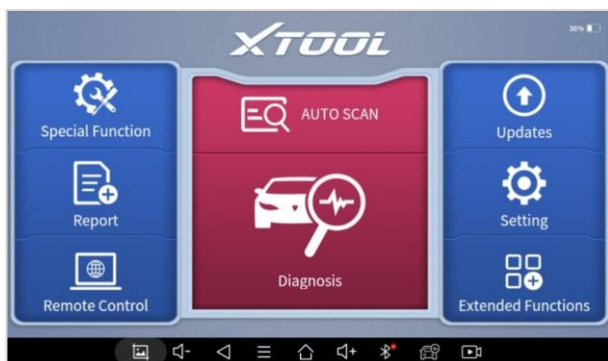 XTOOL
36%
Special Function
AUTO SCAN
Updates
Report
Diagnosis
Setting
Remote Control
Extended Functions